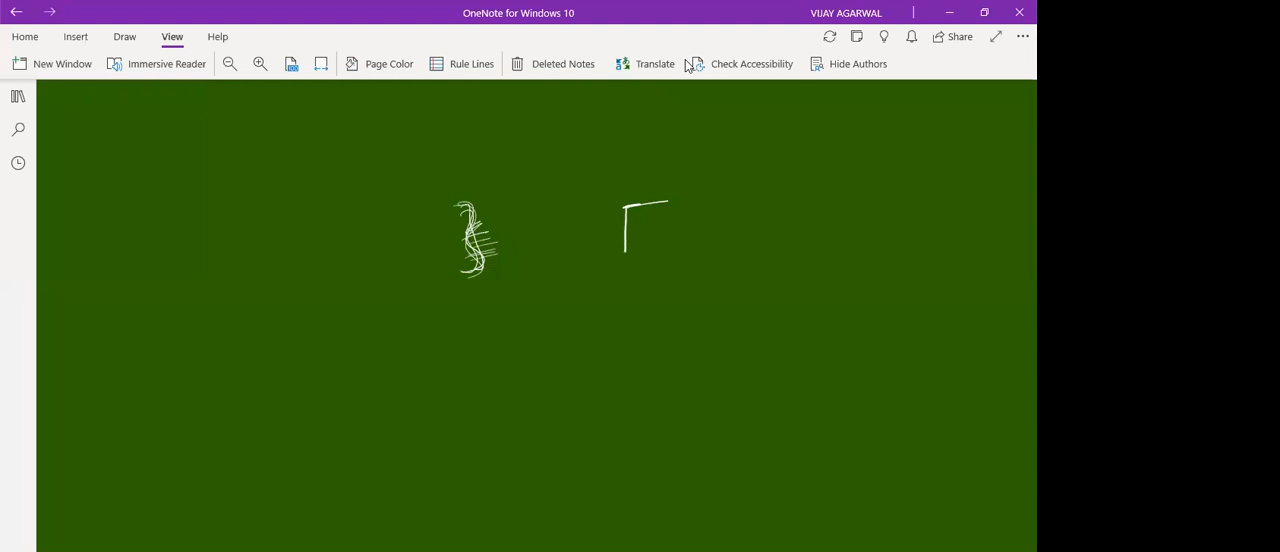 OneNote for Windows 10
VIJAY AGARWAL
Home Insert Draw View Help
Share
New Window Immersive Reader Page Color Rule Lines Deleted Notes Translate Check Accessibility Hide Authors